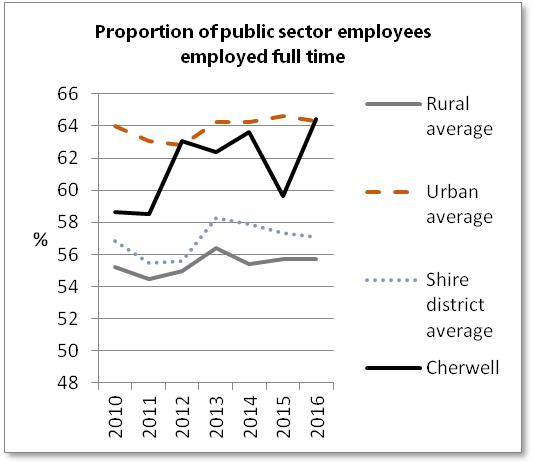 Proportion of public sector employees
employed full time
66
64
62
60
58
56
54
52
50
48
%
2010
2011
2012
2013
2014
2015
2016
Rural
average
Urban
average
Shire
district
average
Cherwell